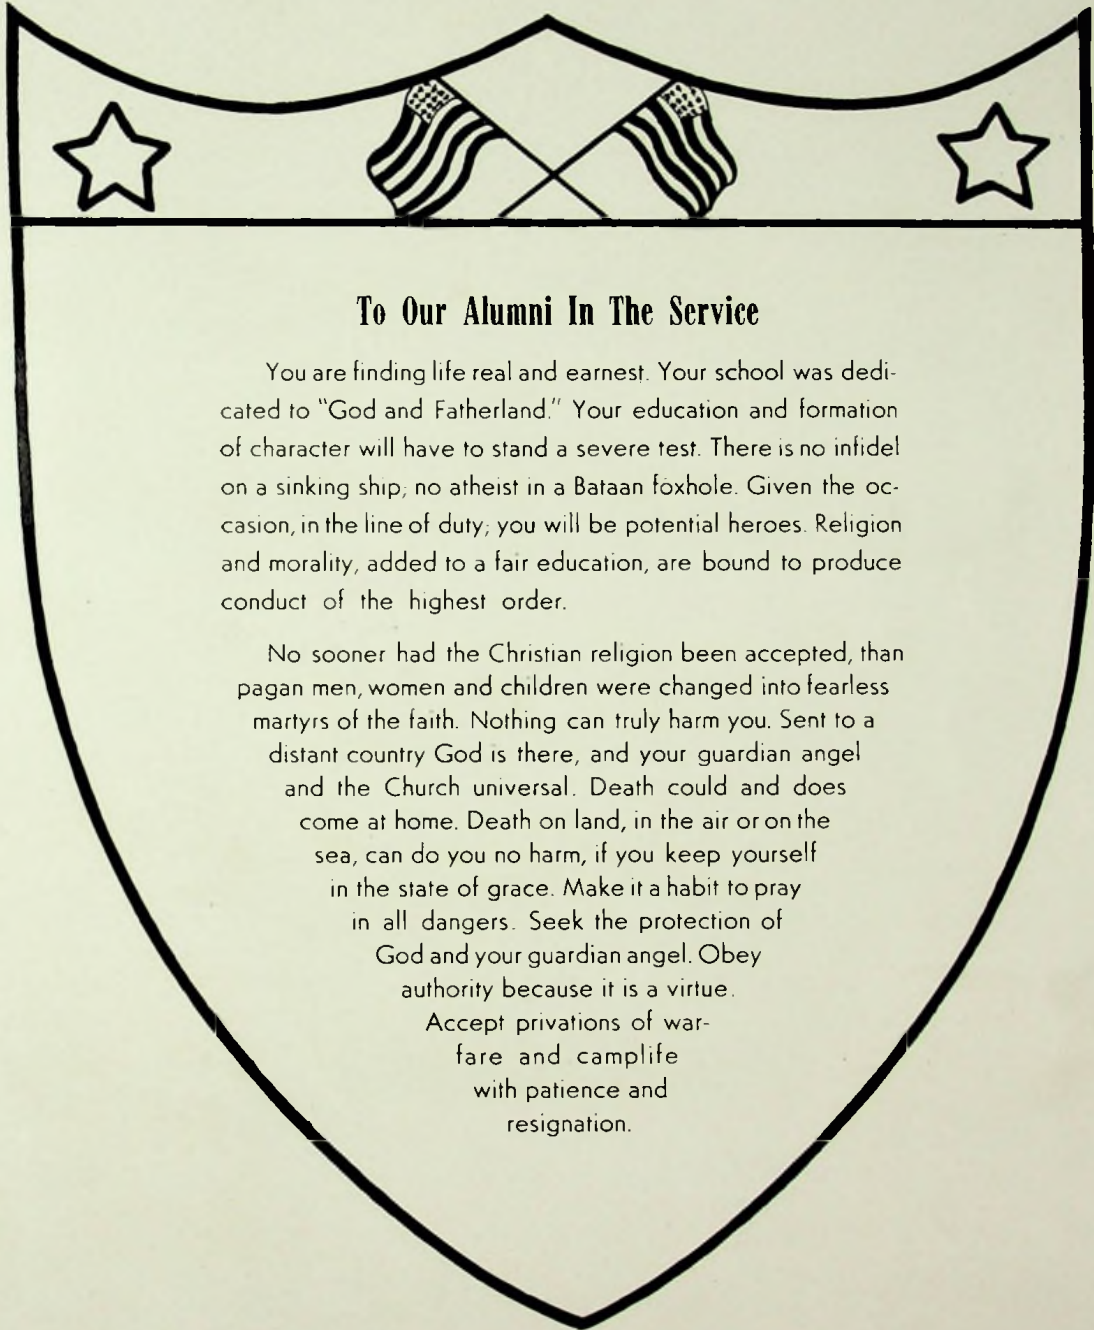 To Our Alumni In The Service
You are finding life real and earnest. Your school was dedi-
cated to "God and Fatherland." Your education and formation
of character will have to stand a severe test. There is no infidel
on a sinking ship; no atheist in a Bataan foxhole. Given the oc-
casion, in the line of duty; you will be potential heroes. Religion
and morality, added to a fair education, are bound to produce
conduct of the highest order.
No sooner had the Christian religion been accepted, than
pagan men, women and children were changed into fearless
martyrs of the faith. Nothing can truly harm you. Sent to a
distant country God is there, and your guardian angel
and the Church universal. Death could and does
come at home. Death on land, in the air or on the
sea, can do you no harm, if you keep yourself
in the state of grace. Make it a habit to pray
in all dangers. Seek the protection of
God and your guardian angel. Obey
authority because it is a virtue.
Accept privations of war-
fare and camplife
with patience and
resignation.